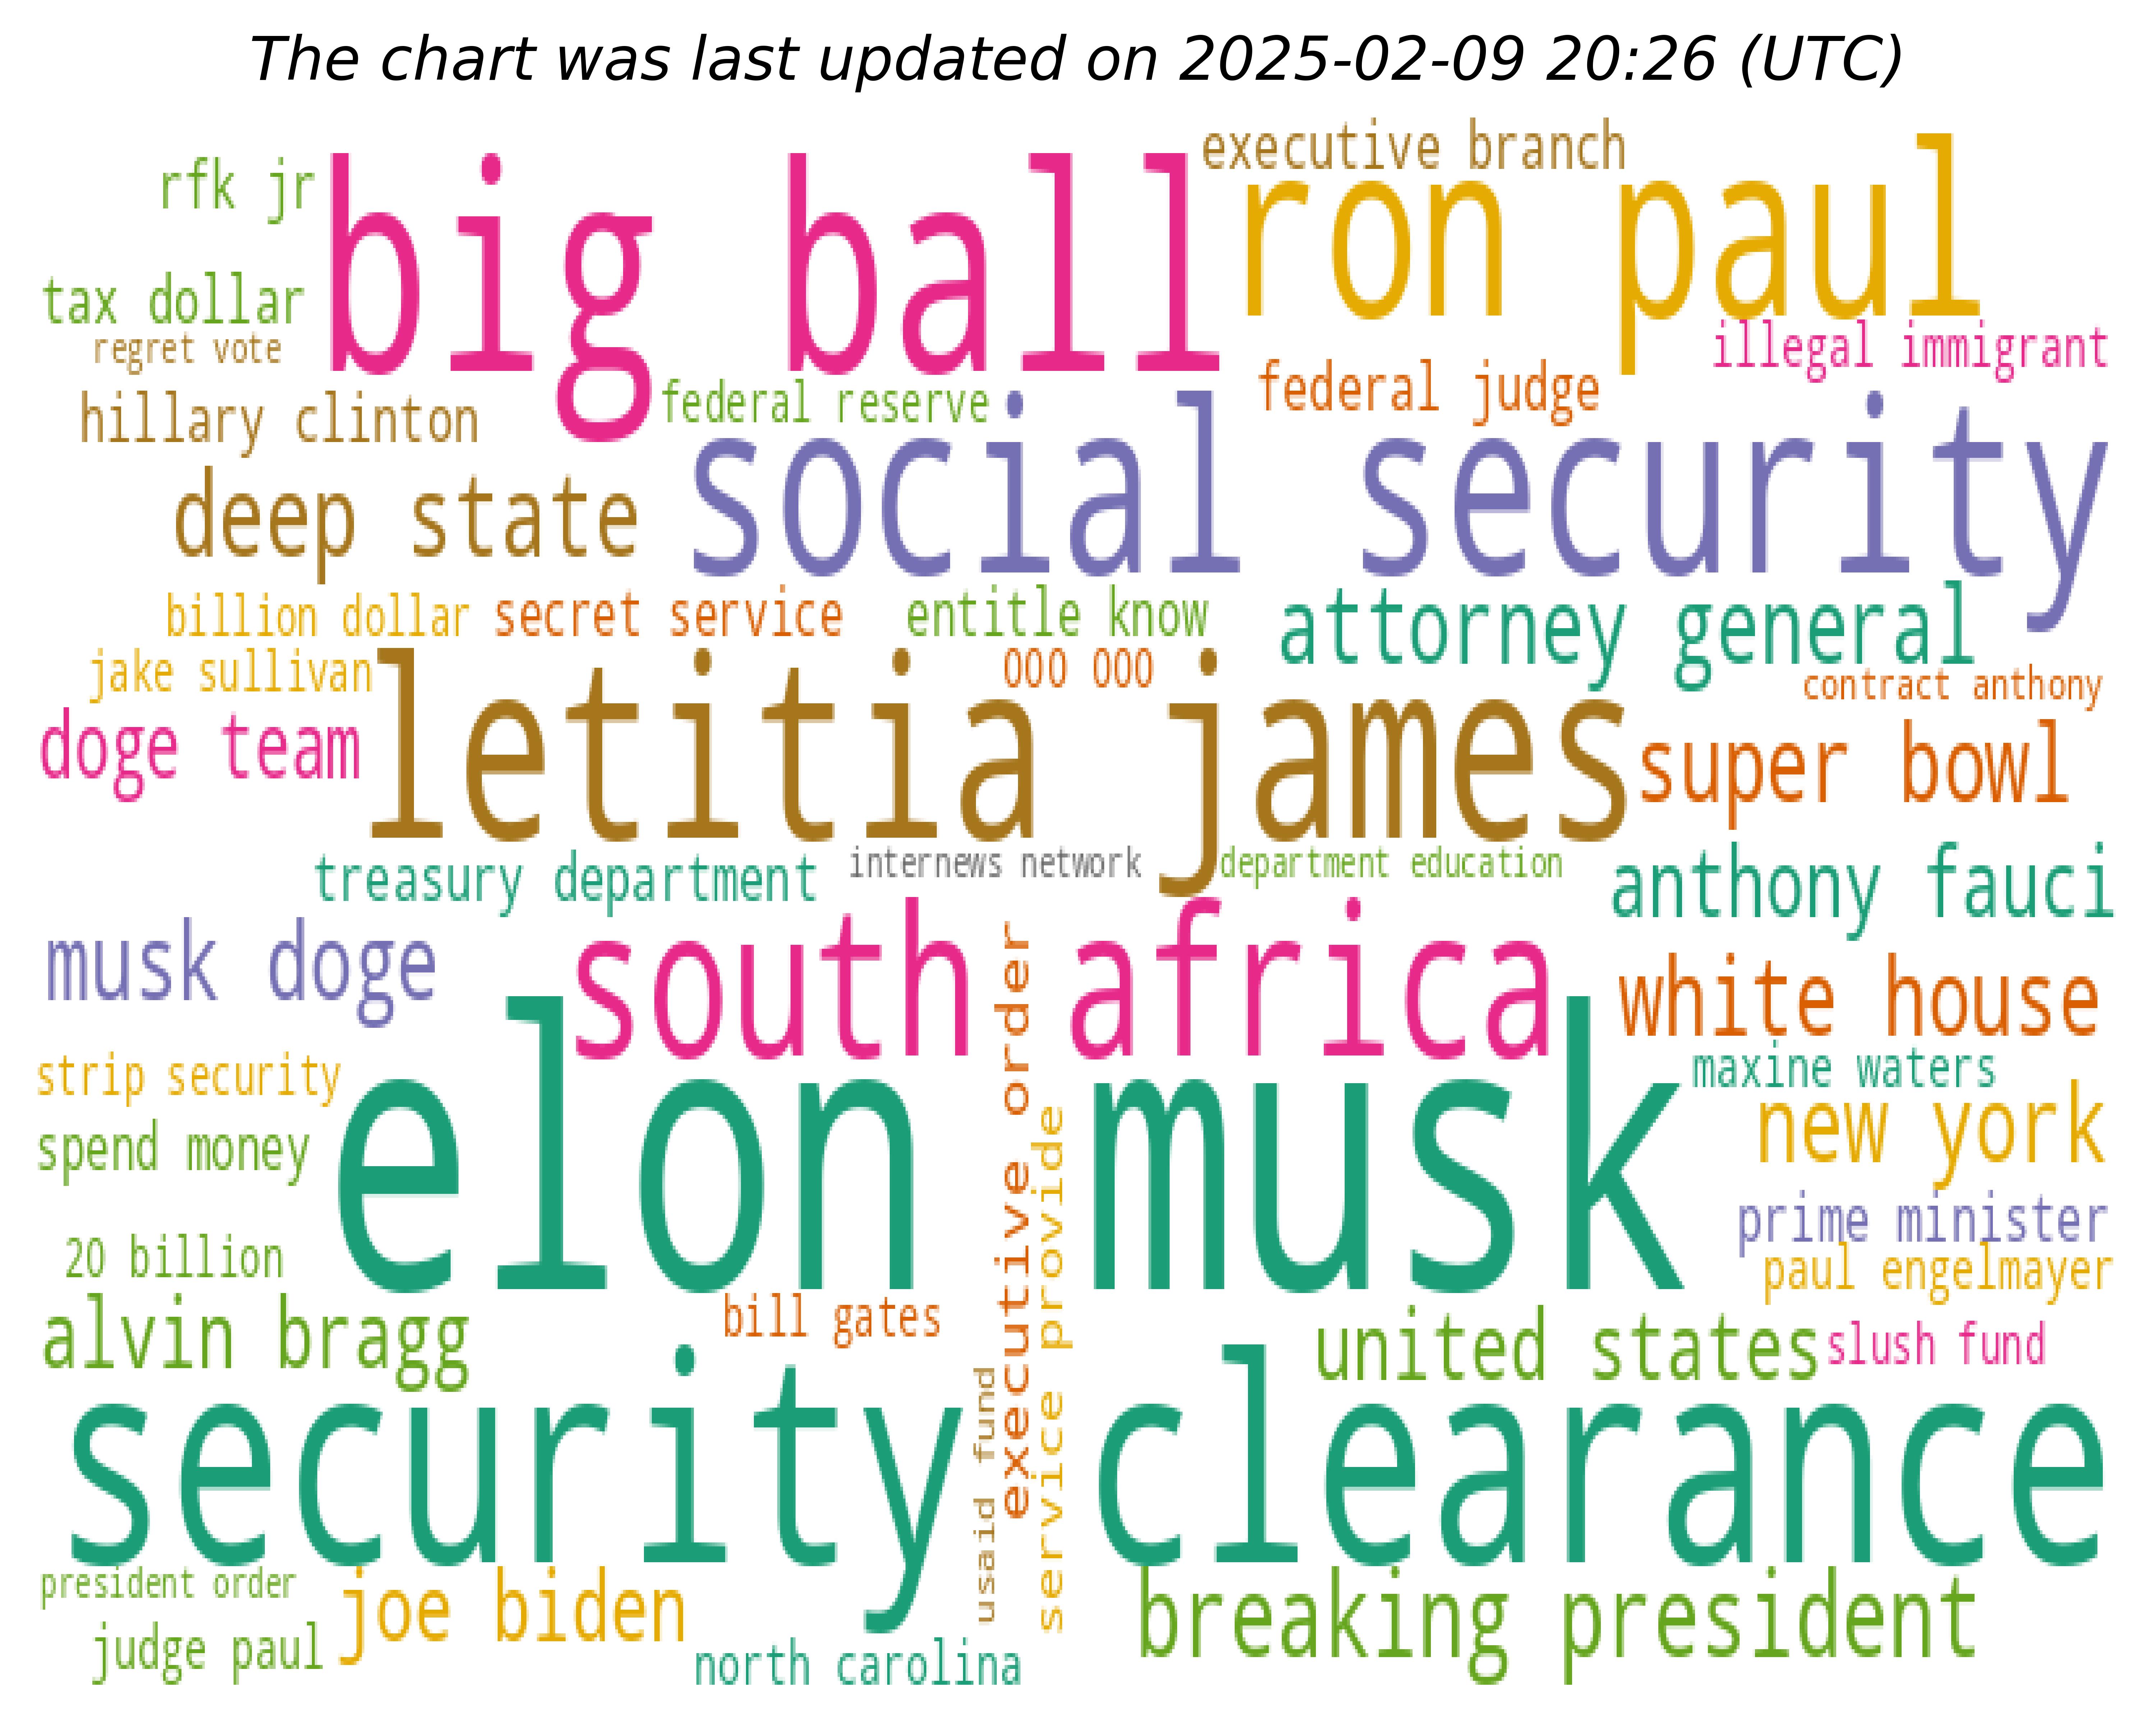 The chart was last updated on 2025-02-09 20:26 (UTC)
executive branch
rfk jr
big ball
ron paul
tax dollar
regret vote
illegal immigrant
hillary clinton
federal reserve
federal judge
deep state
social security
billion dollar
secret service
entitle know
attorney general
jake sullivan
000 000
contract anthony
doge team
letitia james
super bowl
treasury department
internews network
department education
anthony fauci
musk doge
south africa
white house
strip security
elon musk
maxine waters
spend money
new york
executive order
service provide
prime minister
20 billion
paul engelmayer
alvin bragg
bill gates
united states
slush fund
security clearance
usaid fund
president order
joe biden
breaking president
judge paul
north carolina